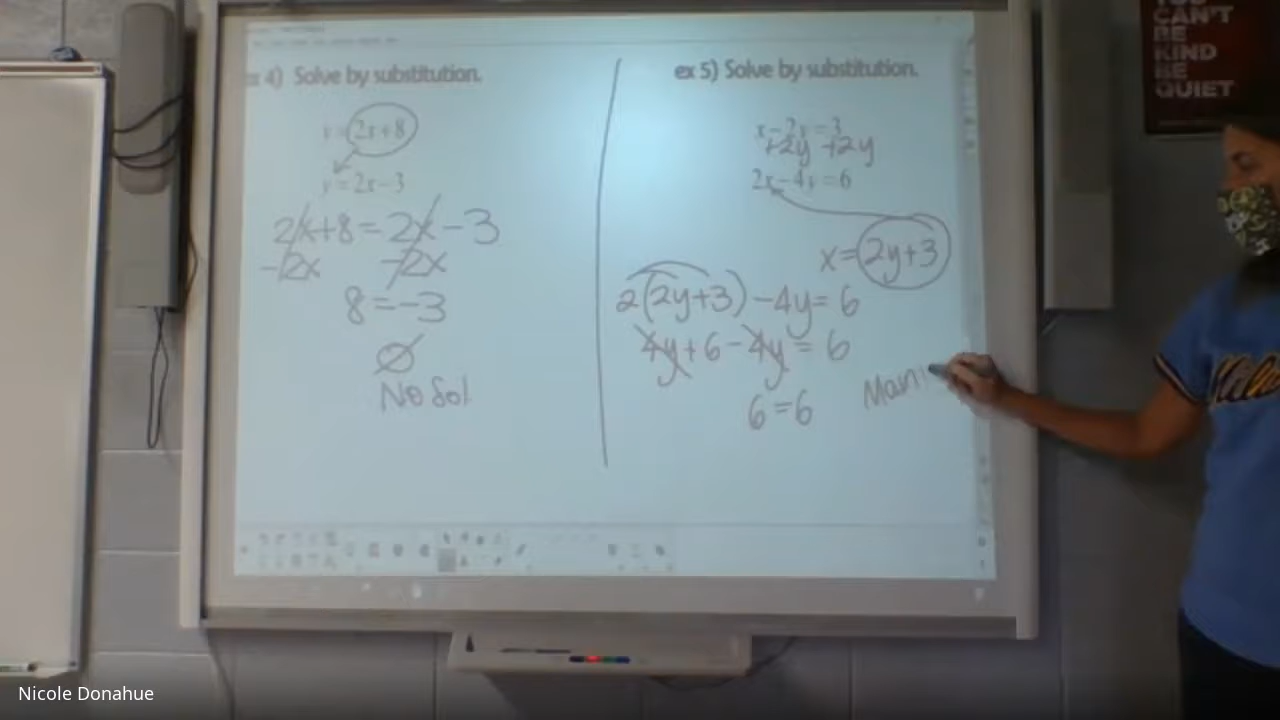 ex 4) Solve by substitution.
y = 2x + 8
y = 2x - 3
2x + 8 = 2x - 3
-2x -2x
8 = -3
∅
No Sol
ex 5) Solve by substitution.
x - 2y = 3
+2y +2y
2x - 4y = 6
x = 2y + 3
2(2y+3) - 4y = 6
4y + 6 - 4y = 6
6 = 6
Man
YOU
CAN'T
BE
KIND
BE
QUIET
Nicole Donahue